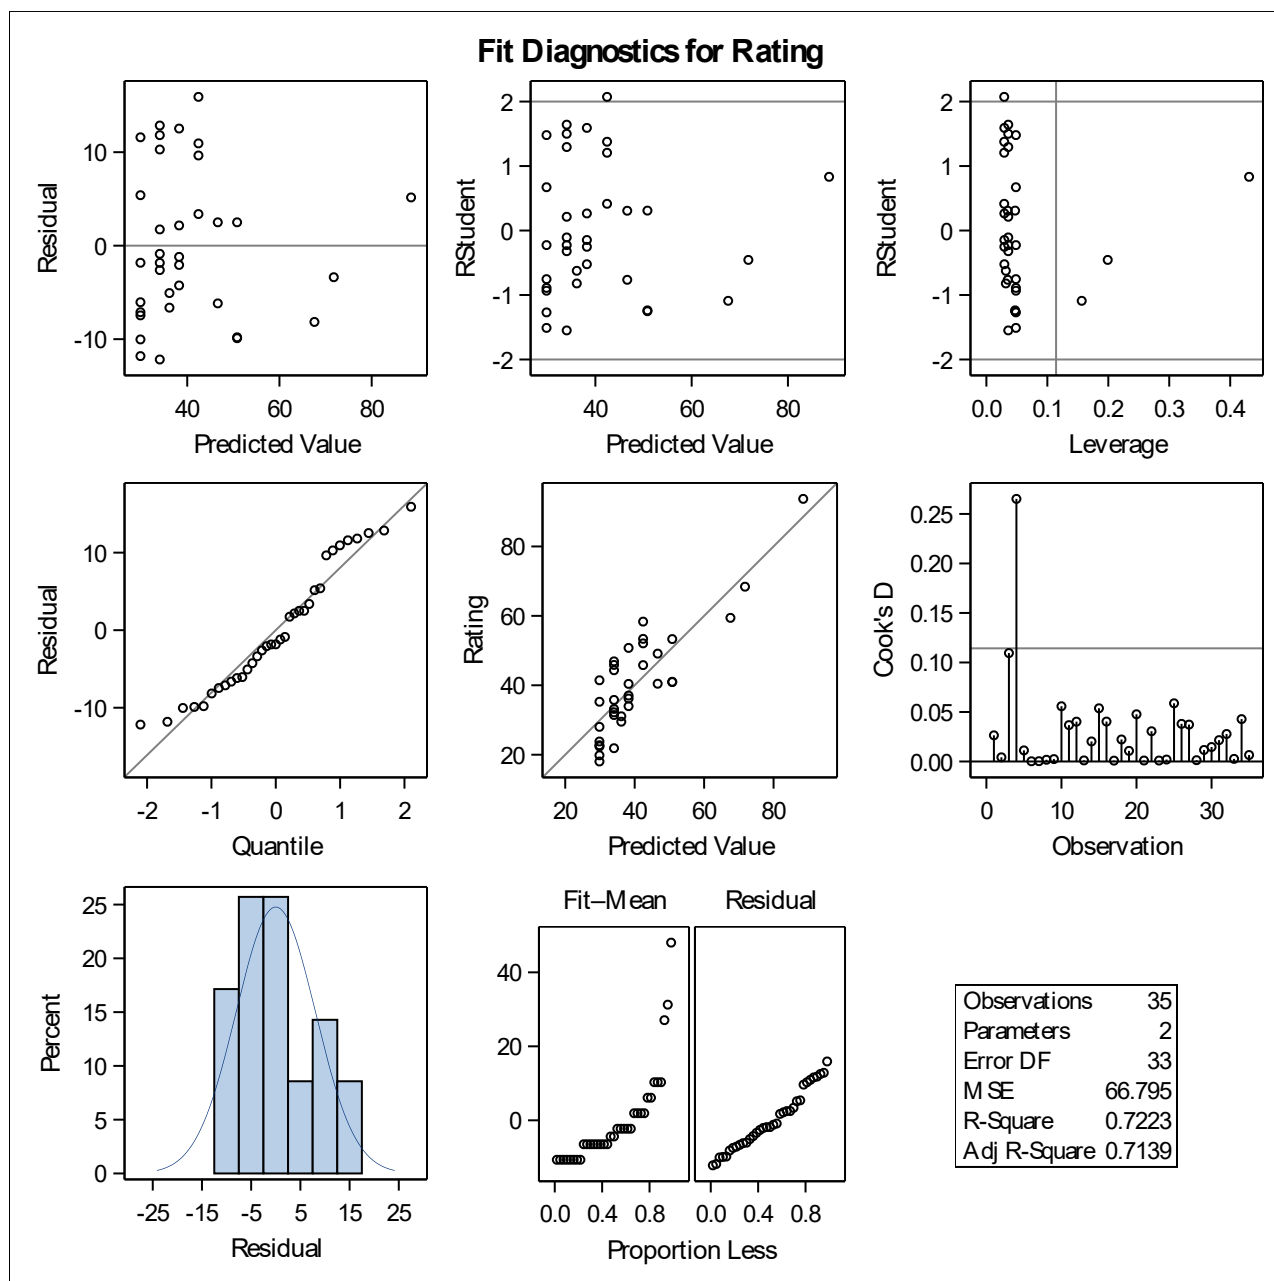 Fit Diagnostics for Rating
10
0
-10
Residual
40 60 80
Predicted Value
2
1
0
-1
-2
RStudent
40 60 80
Predicted Value
2
1
0
-1
-2
RStudent
0.0 0.1 0.2 0.3 0.4
Leverage
10
0
-10
Residual
-2 -1 0 1 2
Quantile
80
60
40
20
Rating
20 40 60 80
Predicted Value
0.25
0.20
0.15
0.10
0.05
0.00
Cook's D
0 10 20 30
Observation
25
20
15
10
5
0
Percent
-25 -15 -5 5 15 25
Residual
Fit–Mean Residual
40
20
0
0.0 0.4 0.8 0.0 0.4 0.8
Proportion Less
Observations 35
Parameters 2
Error DF 33
MSE 66.795
R-Square 0.7223
Adj R-Square 0.7139